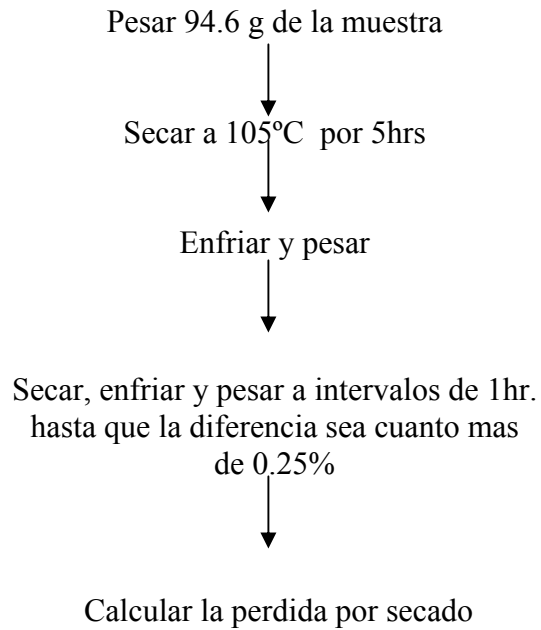 Pesar 94.6 g de la muestra
Secar a 105ºC por 5hrs
Enfriar y pesar
Secar, enfriar y pesar a intervalos de 1hr.
hasta que la diferencia sea cuanto mas
de 0.25%
Calcular la perdida por secado